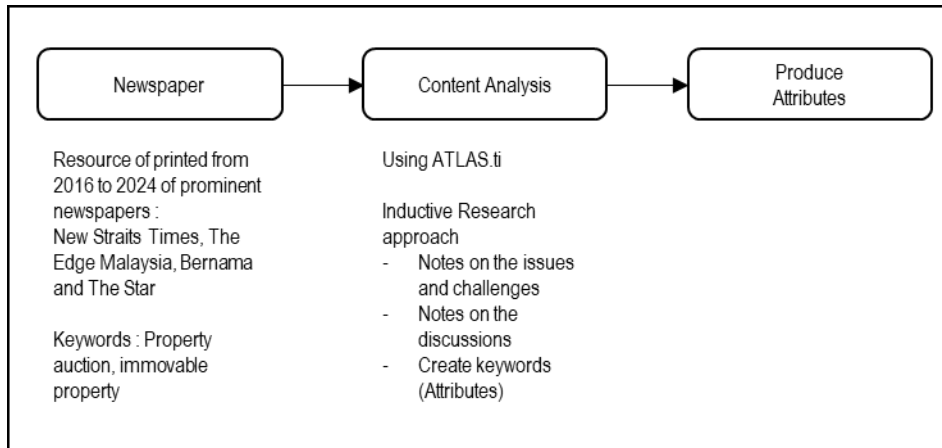 Newspaper
Content Analysis
Produce
Attributes
Resource of printed from
2016 to 2024 of prominent
newspapers :
New Straits Times, The
Edge Malaysia, Bernama
and The Star
Keywords : Property
auction, immovable
property
Using ATLAS.ti
Inductive Research
approach
- Notes on the issues
and challenges
- Notes on the
discussions
- Create keywords
(Attributes)